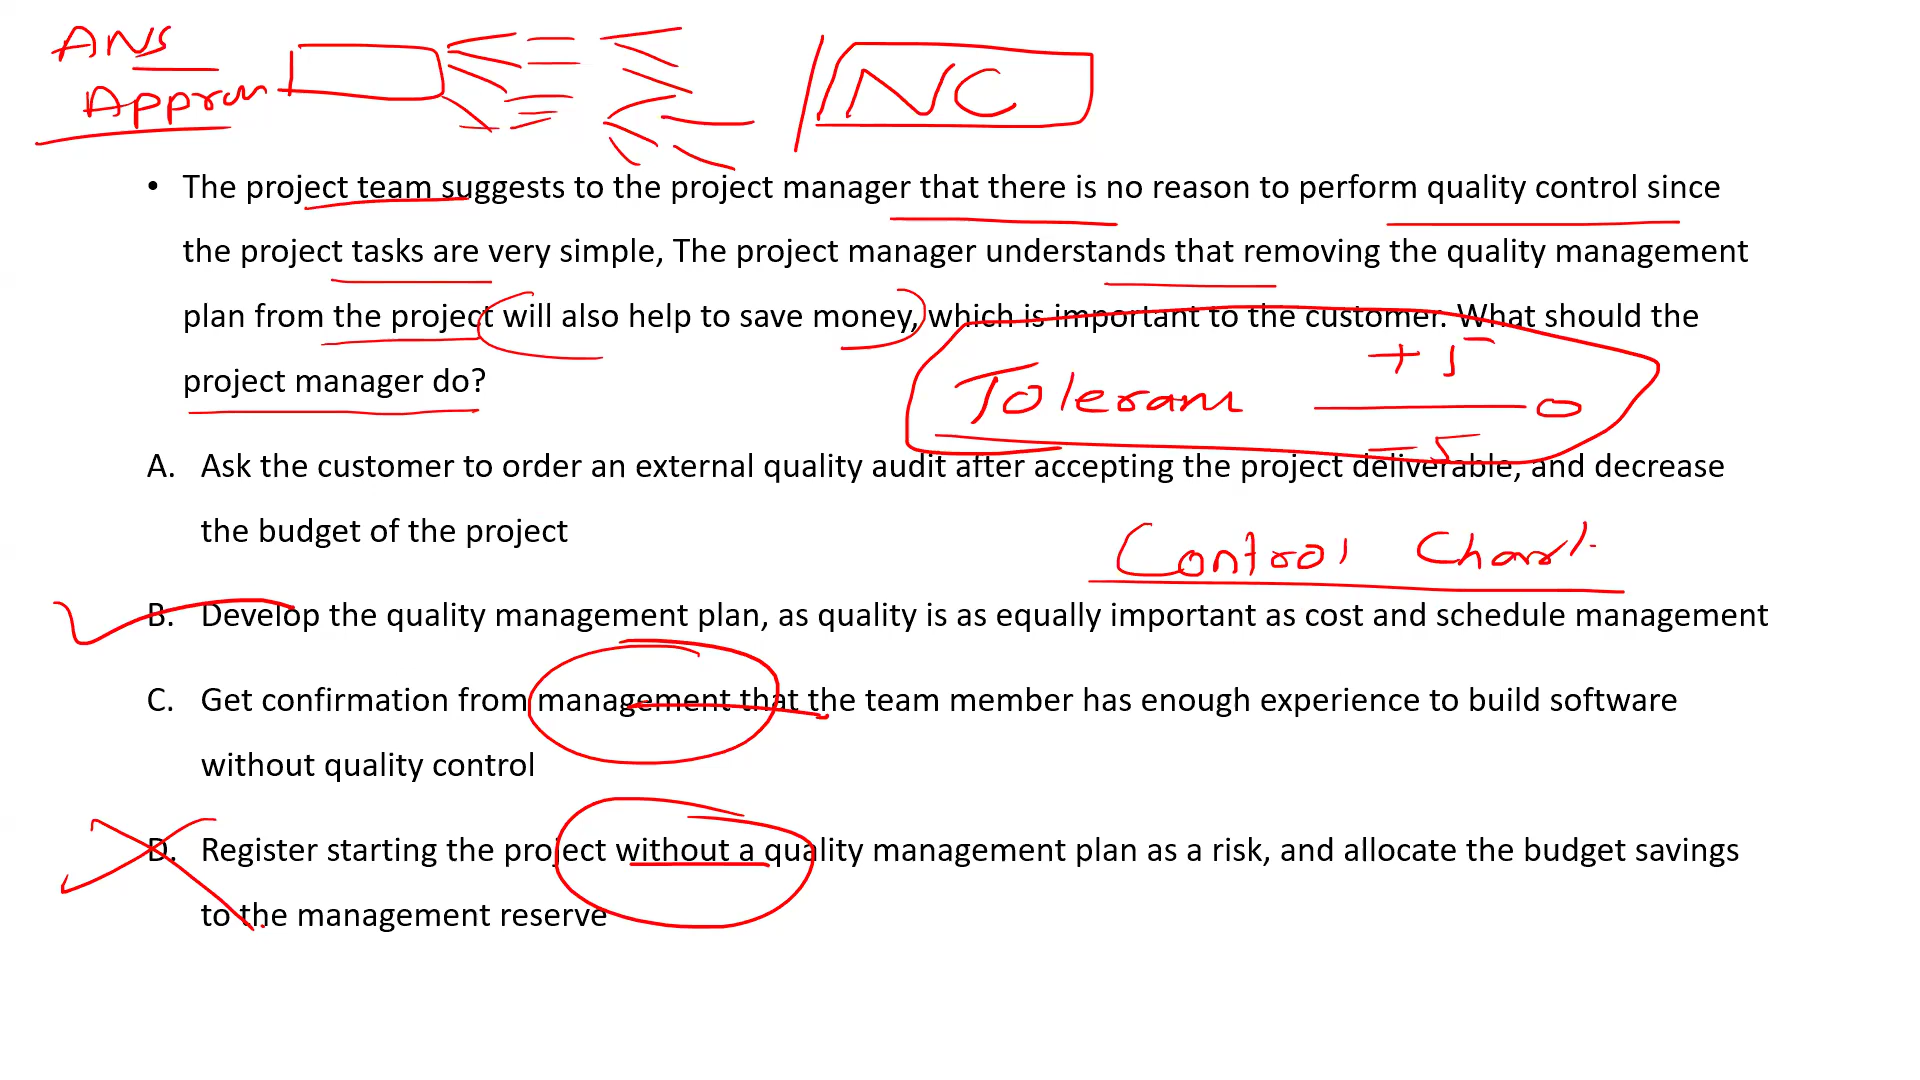 ANS
Appron
NC
• The project team suggests to the project manager that there is no reason to perform quality control since
the project tasks are very simple, The project manager understands that removing the quality management
plan from the project will also help to save money, which is important to the customer. What should the
project manager do?
Toleram +5
0
-5
A. Ask the customer to order an external quality audit after accepting the project deliverable, and decrease
the budget of the project
Control Chart
B. Develop the quality management plan, as quality is as equally important as cost and schedule management
C. Get confirmation from management that the team member has enough experience to build software
without quality control
D. Register starting the project without a quality management plan as a risk, and allocate the budget savings
to the management reserve